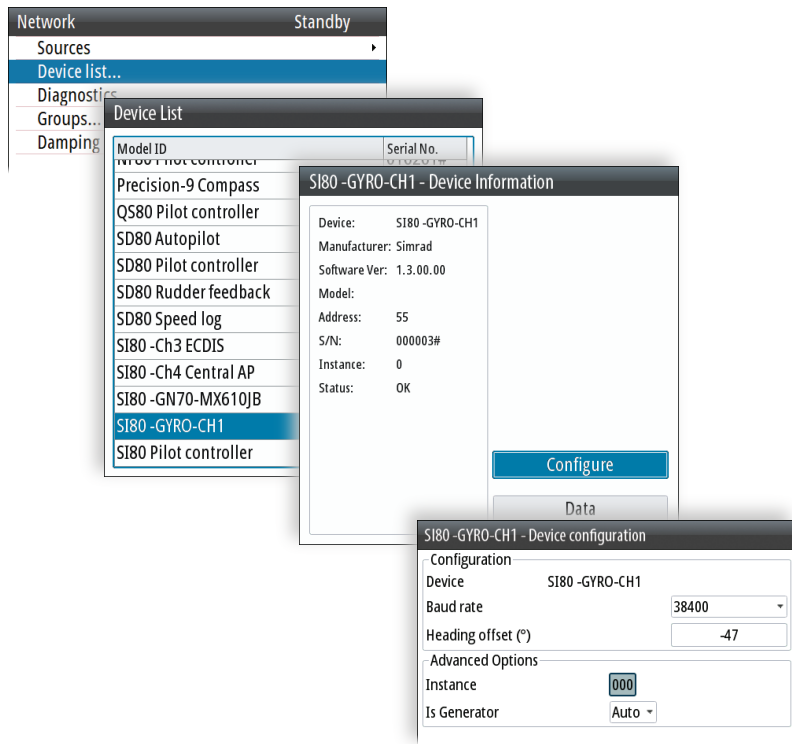 Network Standby
Sources
Device list...
Diagnostics
Groups...
Damping
Device List
Model ID Serial No.
NF80 Pilot controller
Precision-9 Compass
QS80 Pilot controller
SD80 Autopilot
SD80 Pilot controller
SD80 Rudder feedback
SD80 Speed log
SI80 -Ch3 ECDIS
SI80 -Ch4 Central AP
SI80 -GN70-MX610JB
SI80 -GYRO-CH1
SI80 Pilot controller
SI80 -GYRO-CH1 - Device Information
Device: SI80 -GYRO-CH1
Manufacturer: Simrad
Software Ver: 1.3.00.00
Model:
Address: 55
S/N: 000003#
Instance: 0
Status: OK
Configure
Data
SI80 -GYRO-CH1 - Device configuration
Configuration
Device SI80 -GYRO-CH1
Baud rate 38400
Heading offset (°) -47
Advanced Options
Instance 000
Is Generator Auto